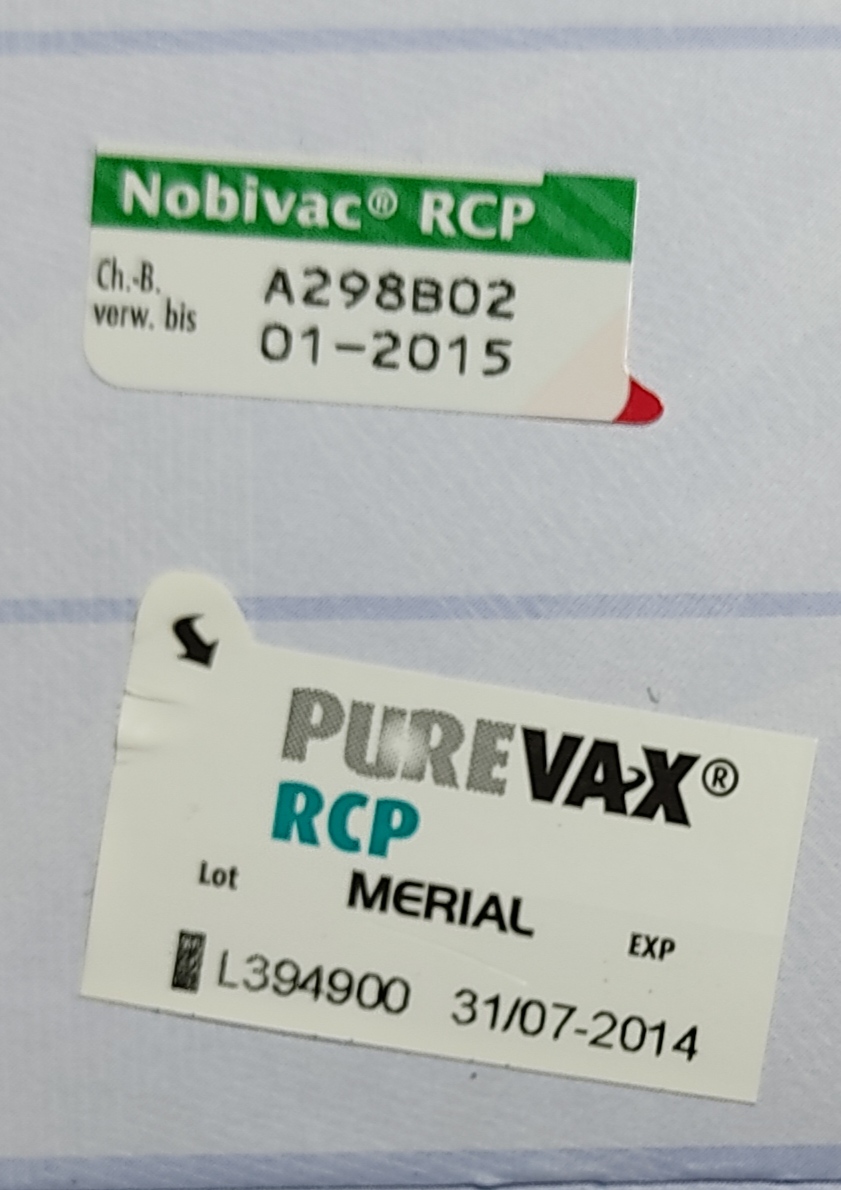 Nobivac® RCP
Ch.-B. A298B02
verw. bis 01-2015
PUREVAX®
RCP
MERIAL
Lot EXP
L394900 31/07-2014